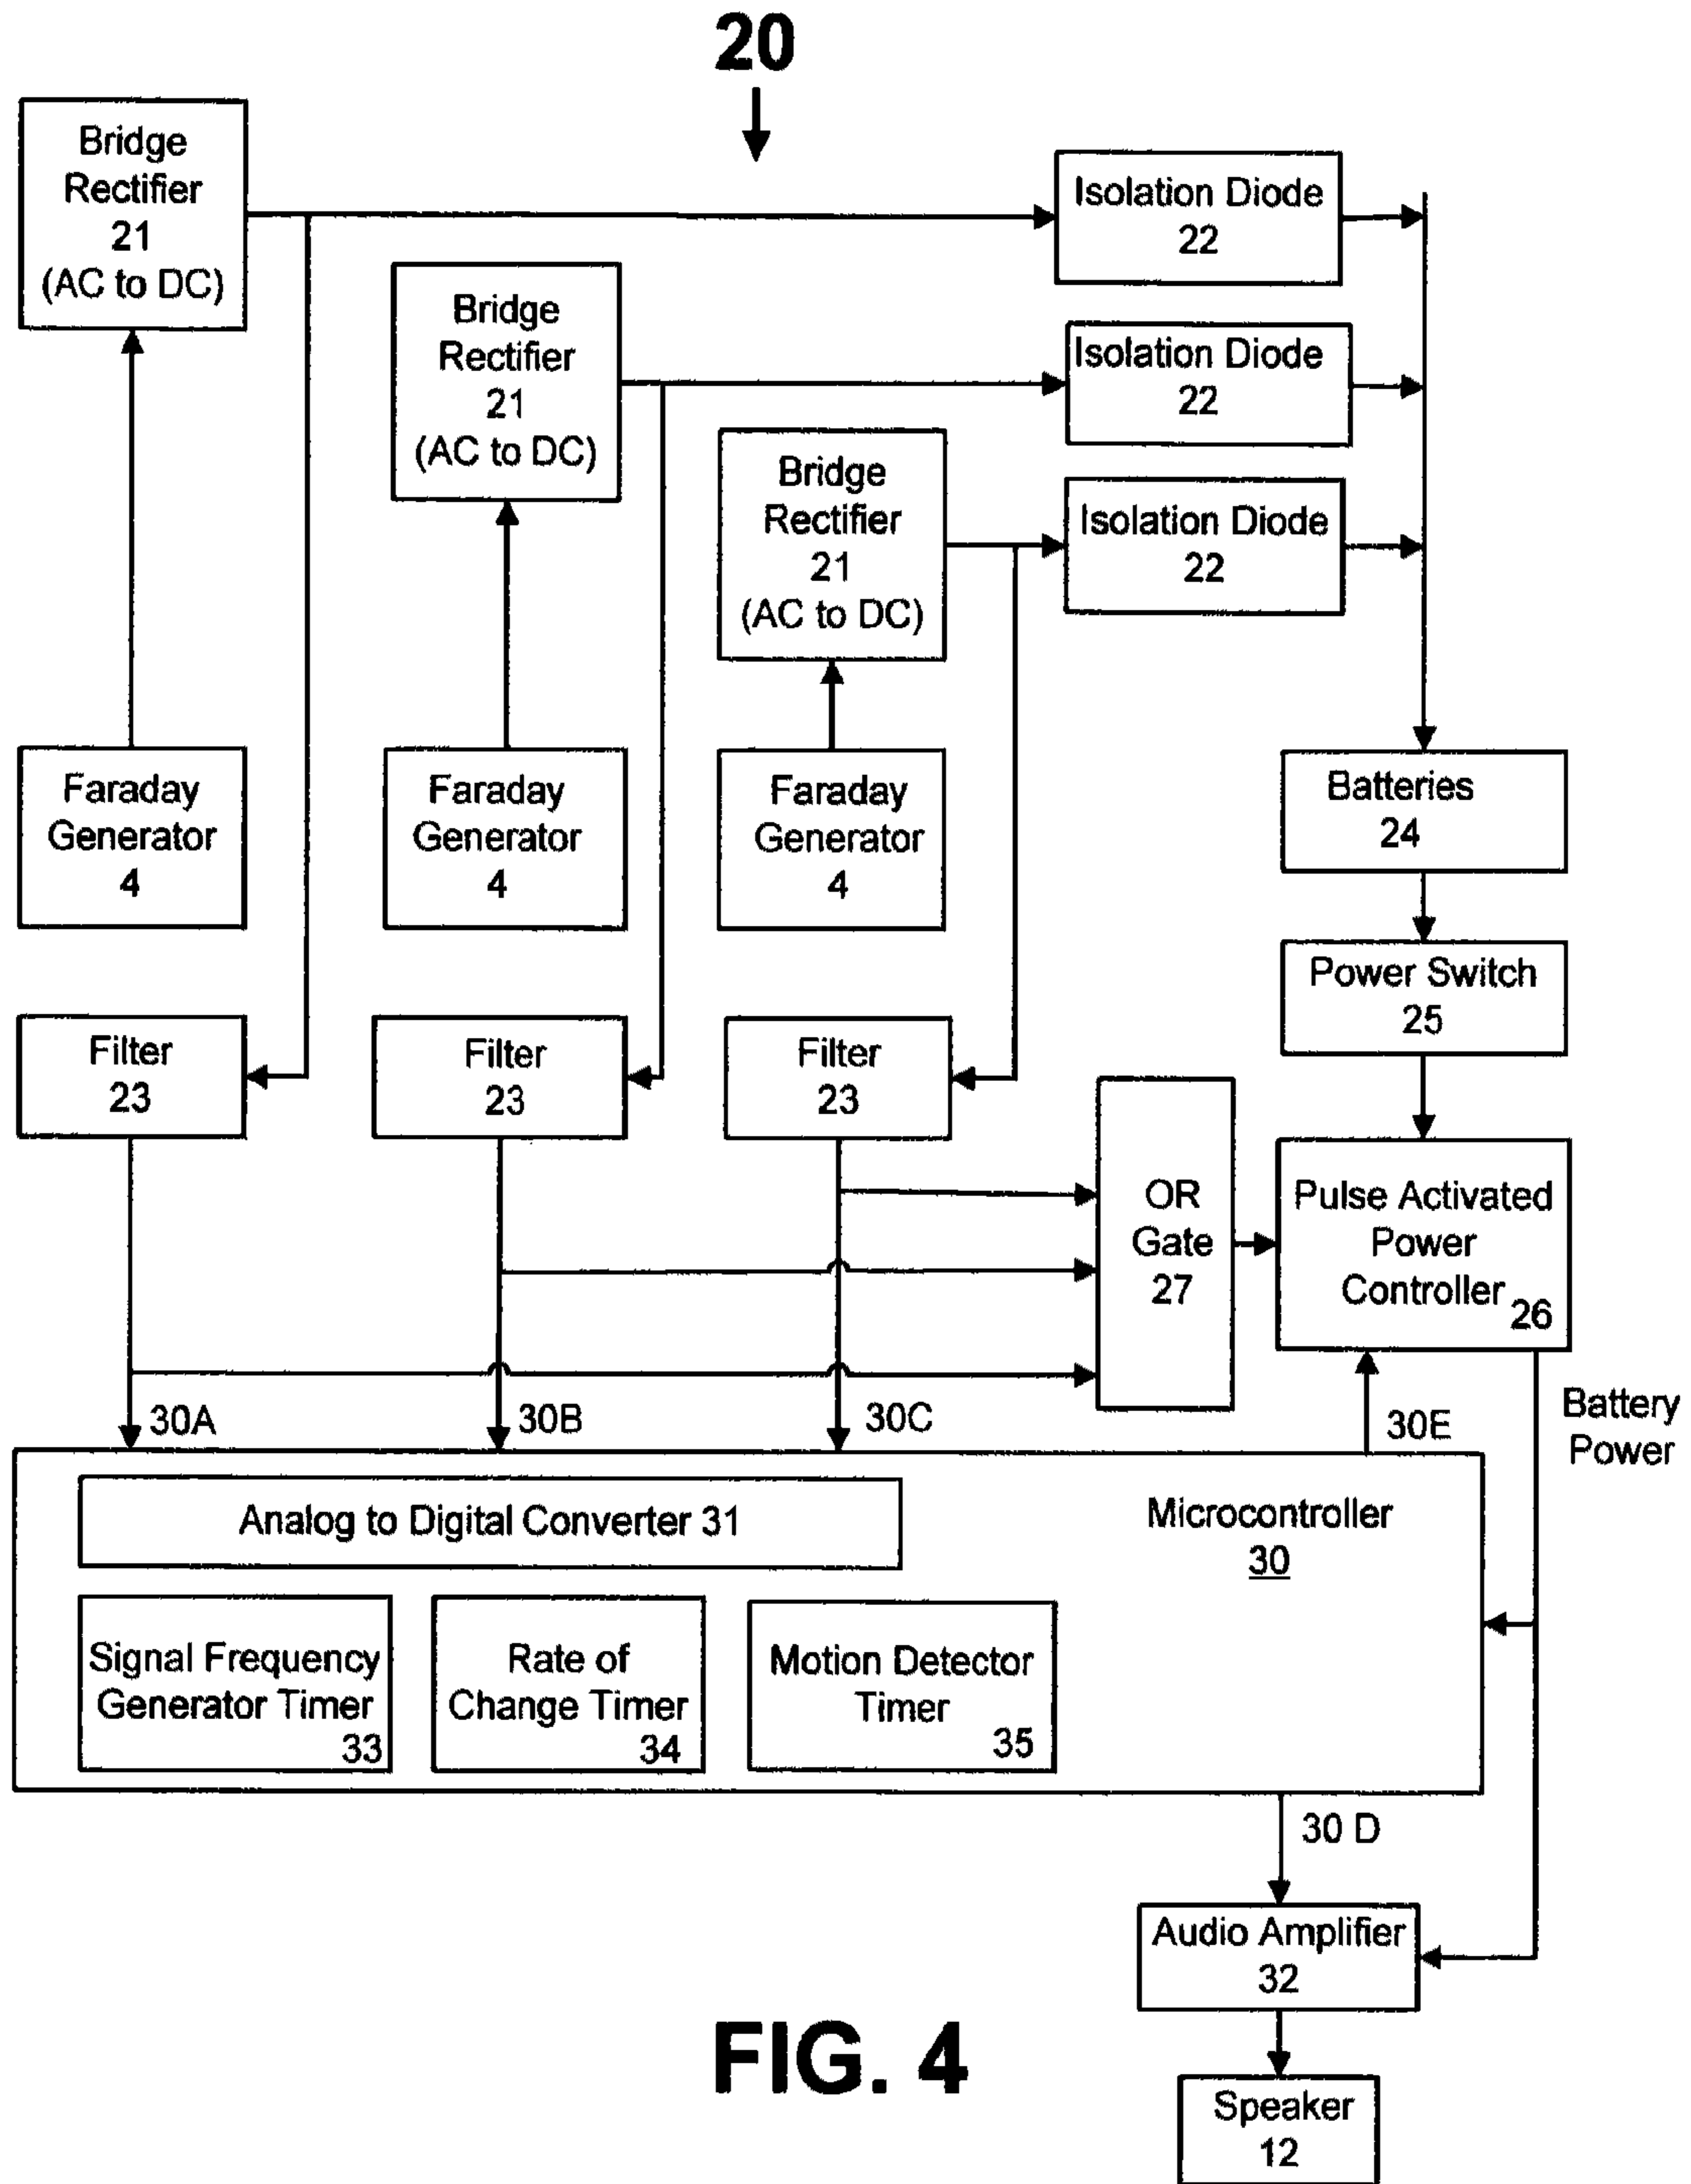 20
Bridge
Rectifier
21
(AC to DC)
Isolation Diode
22
Bridge
Rectifier
21
(AC to DC)
Isolation Diode
22
Bridge
Rectifier
21
(AC to DC)
Isolation Diode
22
Faraday
Generator
4
Faraday
Generator
4
Faraday
Generator
4
Batteries
24
Power Switch
25
Filter
23
Filter
23
Filter
23
OR
Gate
27
Pulse Activated
Power
Controller
26
30A
30B
30C
30E
Battery
Power
Analog to Digital Converter 31
Microcontroller
30
Signal Frequency
Generator Timer
33
Rate of
Change Timer
34
Motion Detector
Timer
35
30 D
Audio Amplifier
32
Speaker
12
FIG. 4